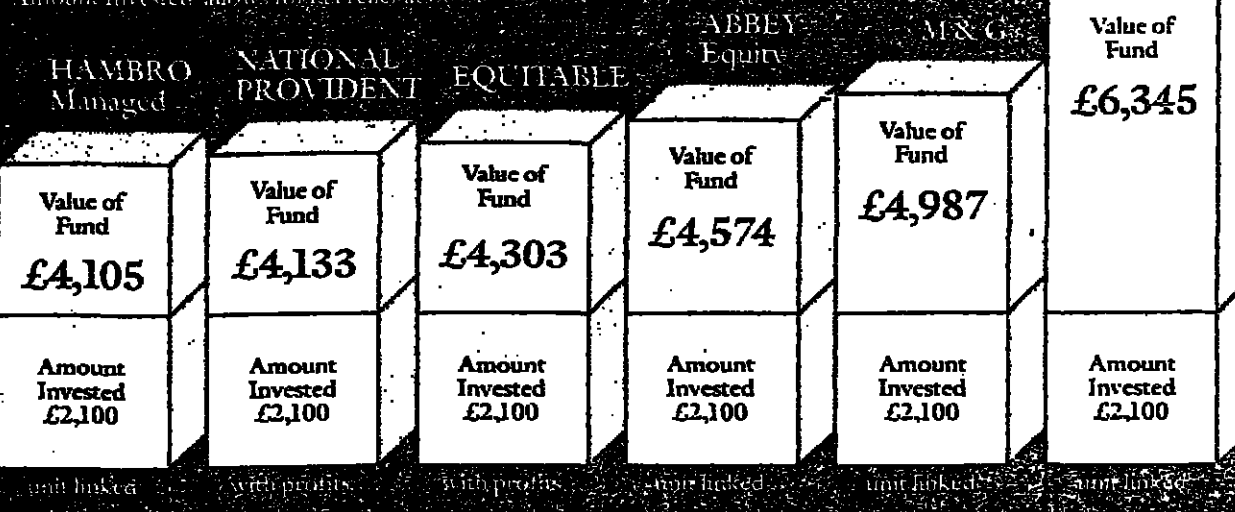 HAMBRO
Managed
NATIONAL
PROVIDENT
EQUITABLE
ABBEY
Equity
M & G
Value of
Fund
£4,105
Value of
Fund
£4,133
Value of
Fund
£4,303
Value of
Fund
£4,574
Value of
Fund
£4,987
Value of
Fund
£6,345
Amount
Invested
£2,100
Amount
Invested
£2,100
Amount
Invested
£2,100
Amount
Invested
£2,100
Amount
Invested
£2,100
Amount
Invested
£2,100
unit linked
with profits
with profits
unit linked
unit linked
unit linked